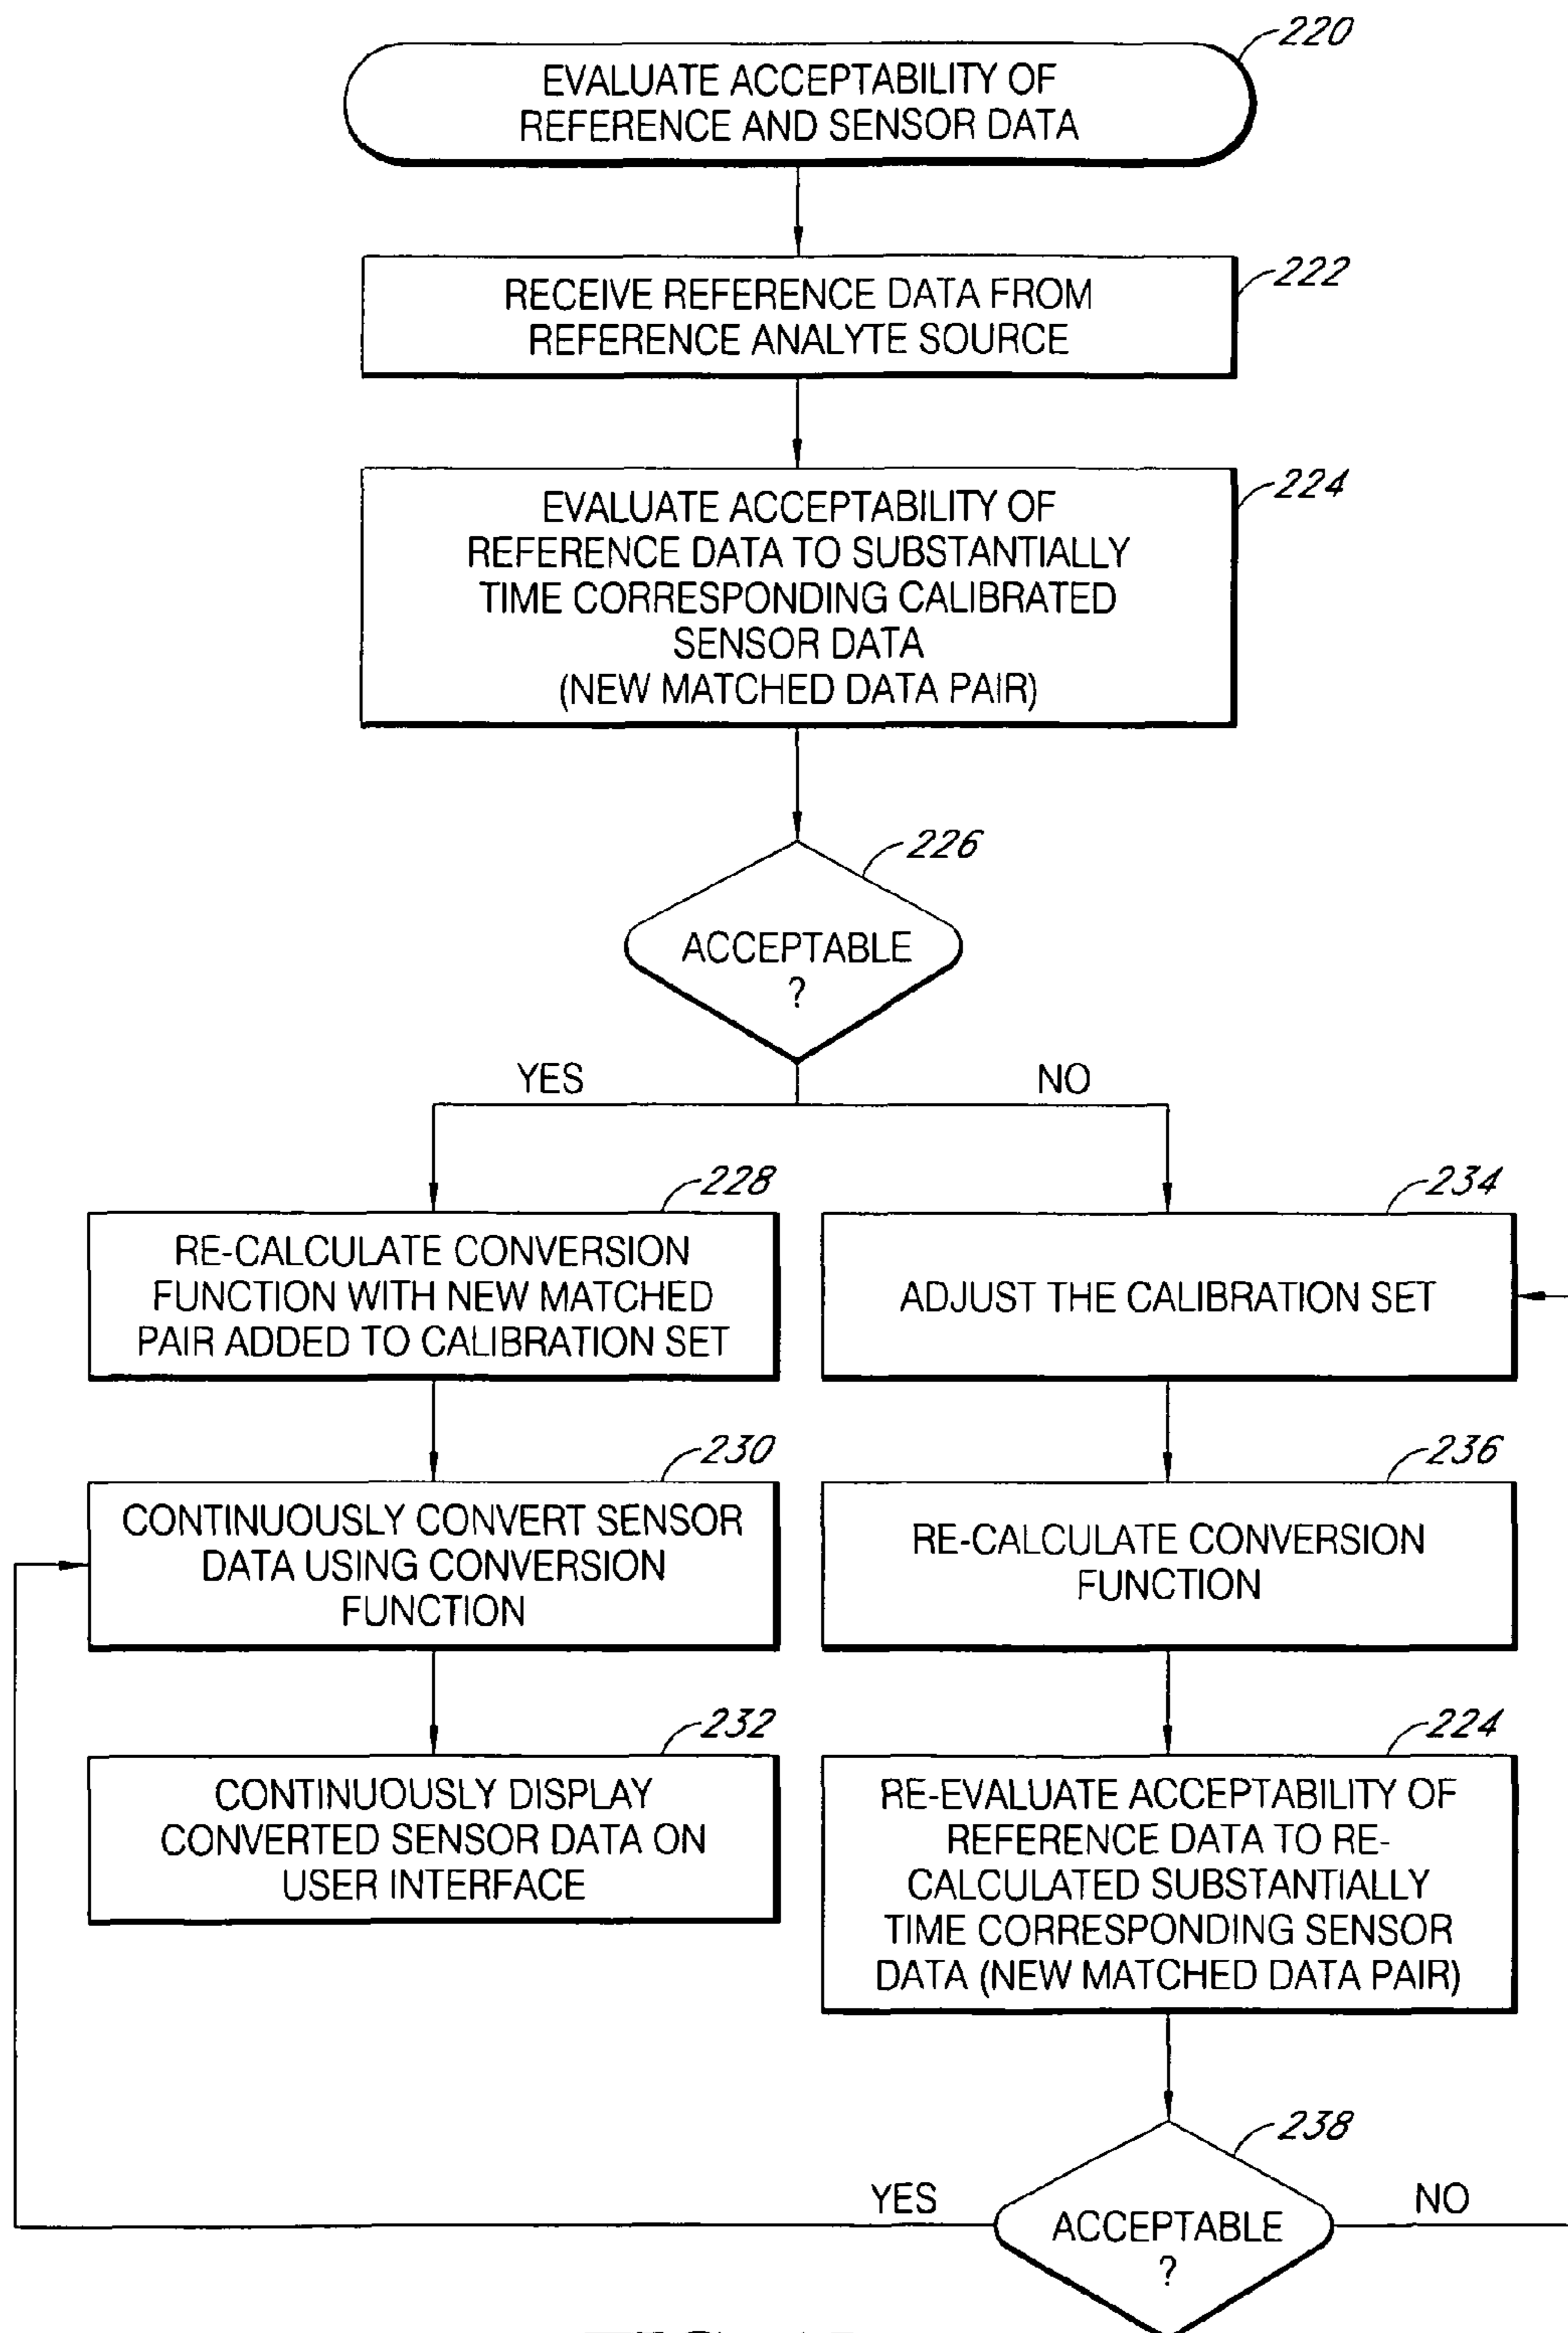 220
EVALUATE ACCEPTABILITY OF
REFERENCE AND SENSOR DATA
222
RECEIVE REFERENCE DATA FROM
REFERENCE ANALYTE SOURCE
224
EVALUATE ACCEPTABILITY OF
REFERENCE DATA TO SUBSTANTIALLY
TIME CORRESPONDING CALIBRATED
SENSOR DATA
(NEW MATCHED DATA PAIR)
226
ACCEPTABLE
?
YES
NO
228
RE-CALCULATE CONVERSION
FUNCTION WITH NEW MATCHED
PAIR ADDED TO CALIBRATION SET
234
ADJUST THE CALIBRATION SET
230
CONTINUOUSLY CONVERT SENSOR
DATA USING CONVERSION
FUNCTION
236
RE-CALCULATE CONVERSION
FUNCTION
232
CONTINUOUSLY DISPLAY
CONVERTED SENSOR DATA ON
USER INTERFACE
224
RE-EVALUATE ACCEPTABILITY OF
REFERENCE DATA TO RE-
CALCULATED SUBSTANTIALLY
TIME CORRESPONDING SENSOR
DATA (NEW MATCHED DATA PAIR)
238
YES
ACCEPTABLE
?
NO